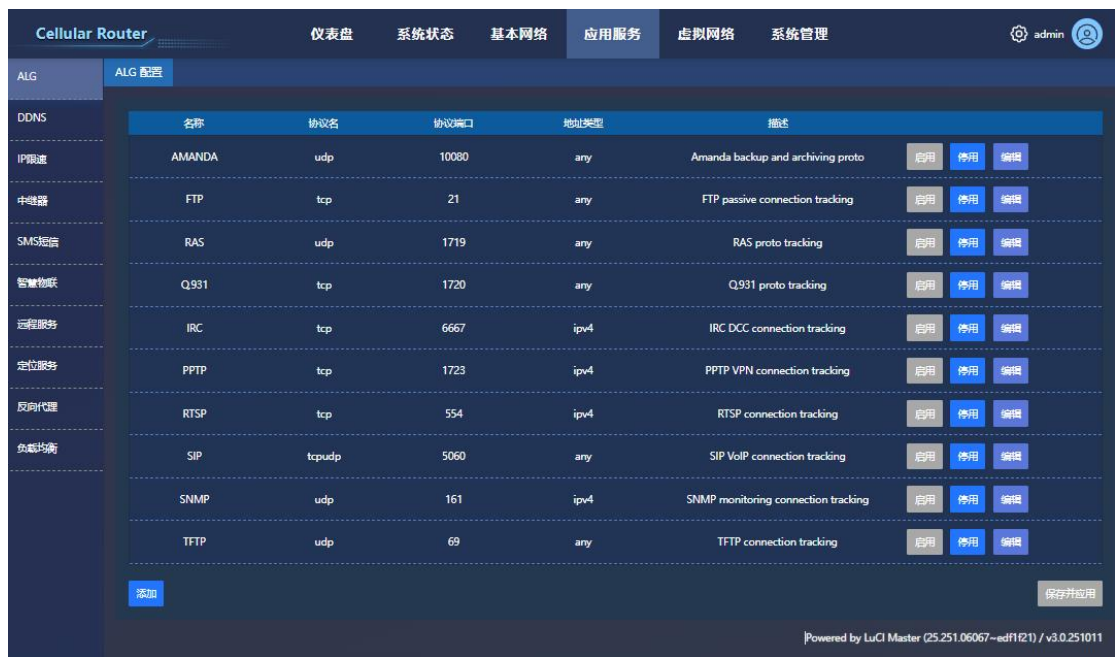 Cellular Router 仪表盘 系统状态 基本网络 应用服务 虚拟网络 系统管理 admin
ALG
DDNS
IP限速
中继器
SMS短信
智慧物联
远程服务
定位服务
反向代理
负载均衡
ALG 配置
名称 协议名 协议端口 地址类型 描述
AMANDA udp 10080 any Amanda backup and archiving proto 启用 停用 编辑
FTP tcp 21 any FTP passive connection tracking 启用 停用 编辑
RAS udp 1719 any RAS proto tracking 启用 停用 编辑
Q.931 tcp 1720 any Q.931 proto tracking 启用 停用 编辑
IRC tcp 6667 ipv4 IRC DCC connection tracking 启用 停用 编辑
PPTP tcp 1723 ipv4 PPTP VPN connection tracking 启用 停用 编辑
RTSP tcp 554 ipv4 RTSP connection tracking 启用 停用 编辑
SIP tcpudp 5060 any SIP VoIP connection tracking 启用 停用 编辑
SNMP udp 161 ipv4 SNMP monitoring connection tracking 启用 停用 编辑
TFTP udp 69 any TFTP connection tracking 启用 停用 编辑
添加 保存并应用
Powered by LuCI Master (25.251.06067~edf1f21) / v3.0.251011